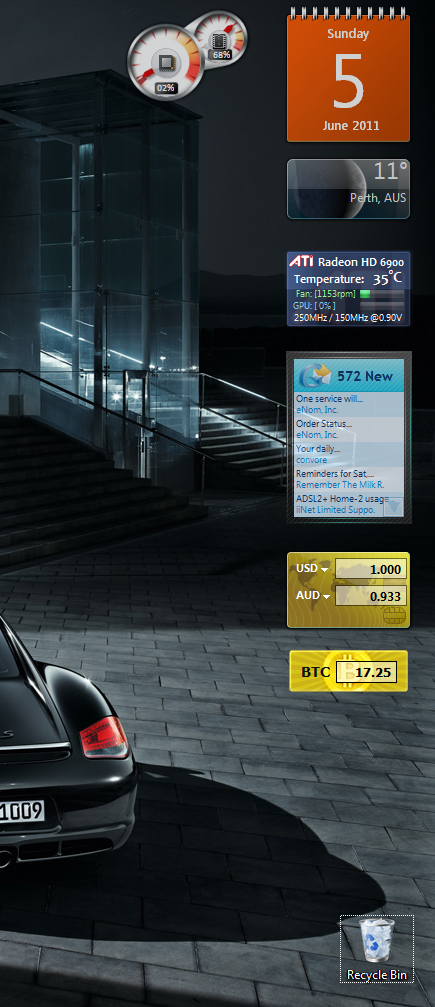 68%
02%
Sunday
5
June 2011
11°
Perth, AUS
ATI Radeon HD 6900
Temperature: 35°C
Fan: [1153rpm]
GPU: [ 0% ]
250MHz / 150MHz @0.90V
572 New
One service will...
eNom, Inc.
Order Status...
eNom, Inc.
Your daily...
convore
Reminders for Sat....
Remember The Milk R.
ADSL2+ Home-2 usage
iiNet Limited Suppo.
USD 1.000
AUD 0.933
BTC 17.25
S
1009
Recycle Bin